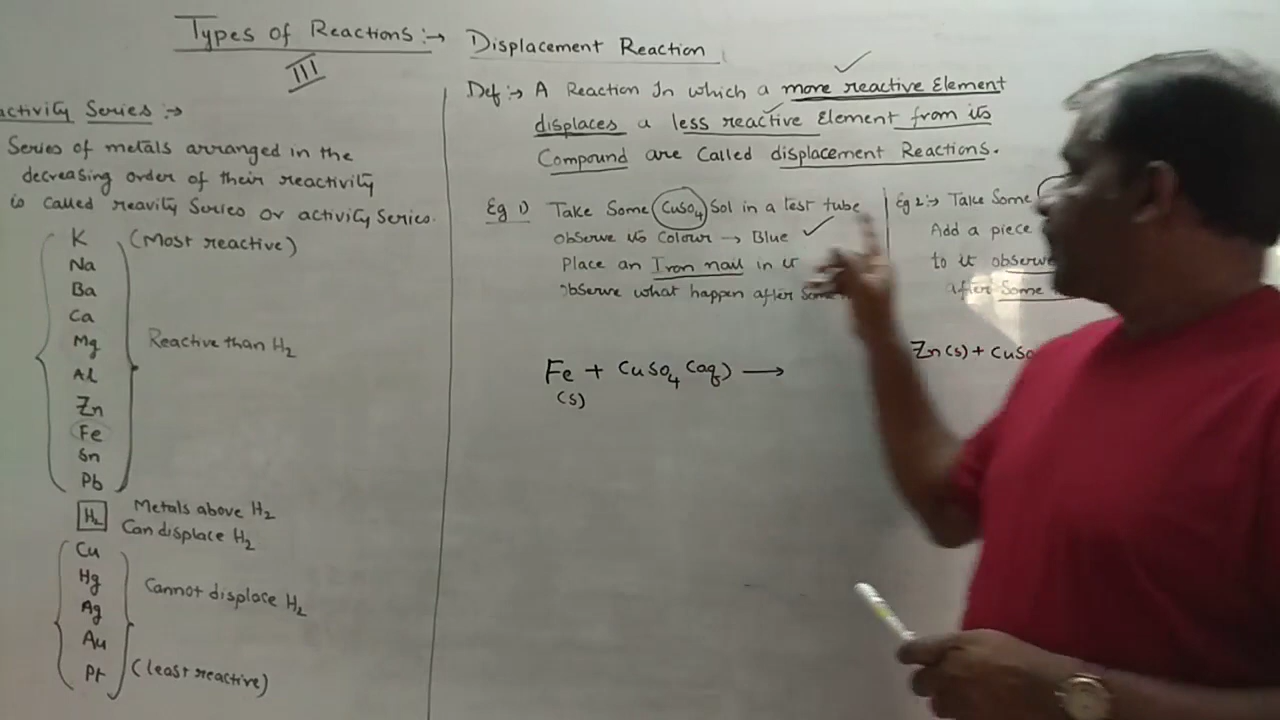 Types of Reactions :→ Displacement Reaction
III
activity Series :→
Series of metals arranged in the
decreasing order of their reactivity
is called reavity Series or activity Series.
K (Most reactive)
Na
Ba
Ca
Mg
Reactive than H₂
Al
Zn
Fe
Sn
Pb
H₂ Metals above H₂
Can displace H₂
Cu
Hg
Cannot displace H₂
Ag
Au
Pt (least reactive)
Def :→ A Reaction In which a more reactive Element
displaces a less reactive Element from its
Compound are Called displacement Reactions.
Eg 1) Take Some CuSO₄ Sol in a test tube
observe its Colour → Blue
Place an Iron nail in it
observe what happen after Some
Fe + CuSO₄ (aq) →
(s)
Eg 2 :→ Take Some
Add a piece
to it observe
after Some
Zn(s) + CuSO